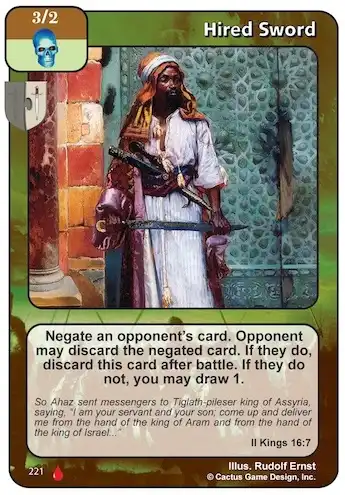 3/2
Hired Sword
Negate an opponent's card. Opponent
may discard the negated card. If they do,
discard this card after battle. If they do
not, you may draw 1.
So Ahaz sent messengers to Tiglath-pileser king of Assyria,
saying, "I am your servant and your son; come up and deliver
me from the hand of the king of Aram and from the hand of
the king of Israel..."
II Kings 16:7
Illus. Rudolf Ernst
221
© Cactus Game Design, Inc.